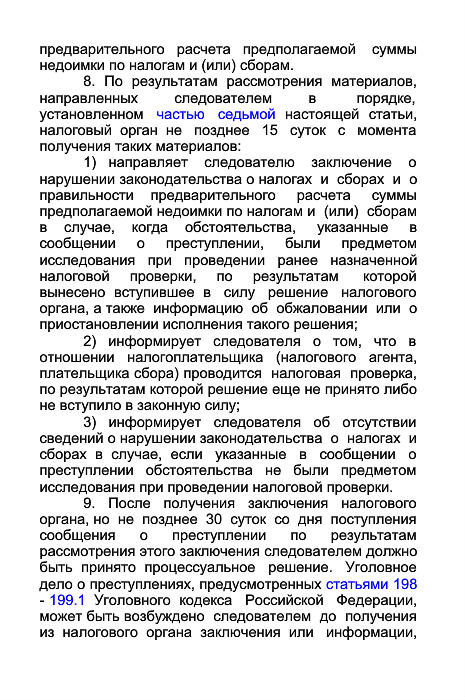 предварительного расчета предполагаемой суммы
недоимки по налогам и (или) сборам.
8. По результатам рассмотрения материалов,
направленных следователем в порядке,
установленном частью седьмой настоящей статьи,
налоговый орган не позднее 15 суток с момента
получения таких материалов:
1) направляет следователю заключение о
нарушении законодательства о налогах и сборах и о
правильности предварительного расчета суммы
предполагаемой недоимки по налогам и (или) сборам
в случае, когда обстоятельства, указанные в
сообщении о преступлении, были предметом
исследования при проведении ранее назначенной
налоговой проверки, по результатам которой
вынесено вступившее в силу решение налогового
органа, а также информацию об обжаловании или о
приостановлении исполнения такого решения;
2) информирует следователя о том, что в
отношении налогоплательщика (налогового агента,
плательщика сбора) проводится налоговая проверка,
по результатам которой решение еще не принято либо
не вступило в законную силу;
3) информирует следователя об отсутствии
сведений о нарушении законодательства о налогах и
сборах в случае, если указанные в сообщении о
преступлении обстоятельства не были предметом
исследования при проведении налоговой проверки.
9. После получения заключения налогового
органа, но не позднее 30 суток со дня поступления
сообщения о преступлении по результатам
рассмотрения этого заключения следователем должно
быть принято процессуальное решение. Уголовное
дело о преступлениях, предусмотренных статьями 198
- 199.1 Уголовного кодекса Российской Федерации,
может быть возбуждено следователем до получения
из налогового органа заключения или информации,